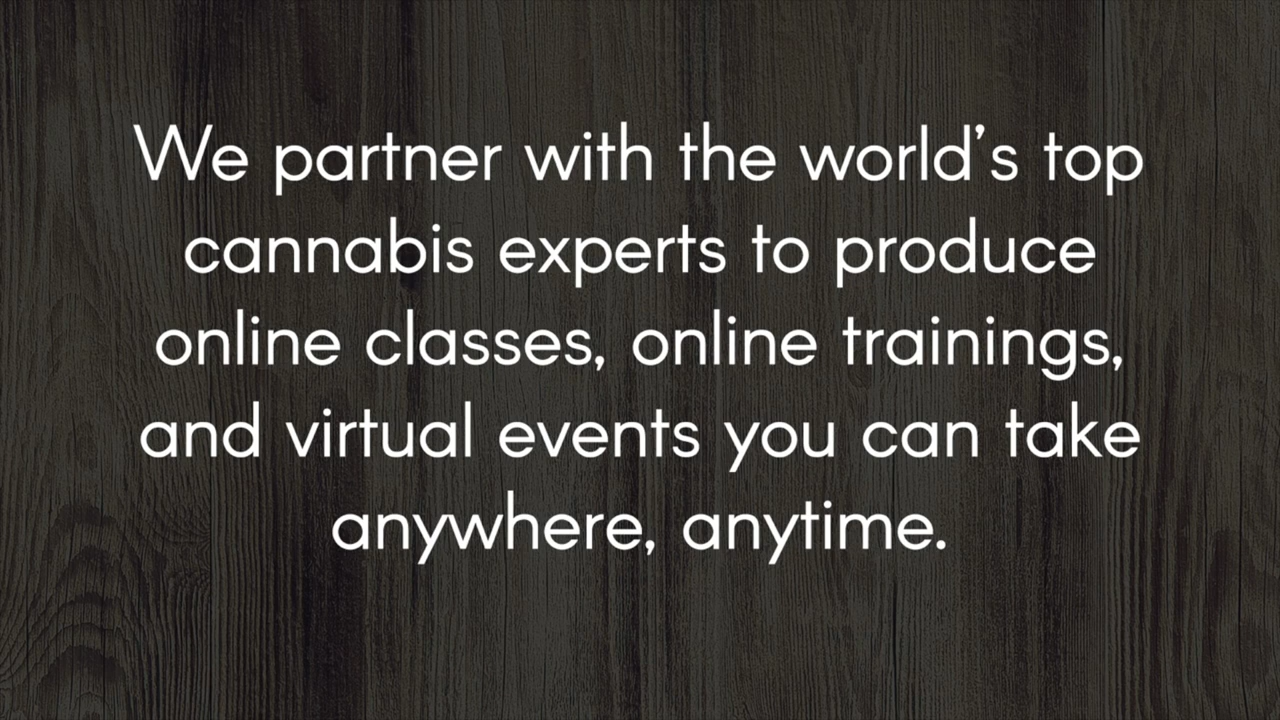 We partner with the world’s top
cannabis experts to produce
online classes, online trainings,
and virtual events you can take
anywhere, anytime.